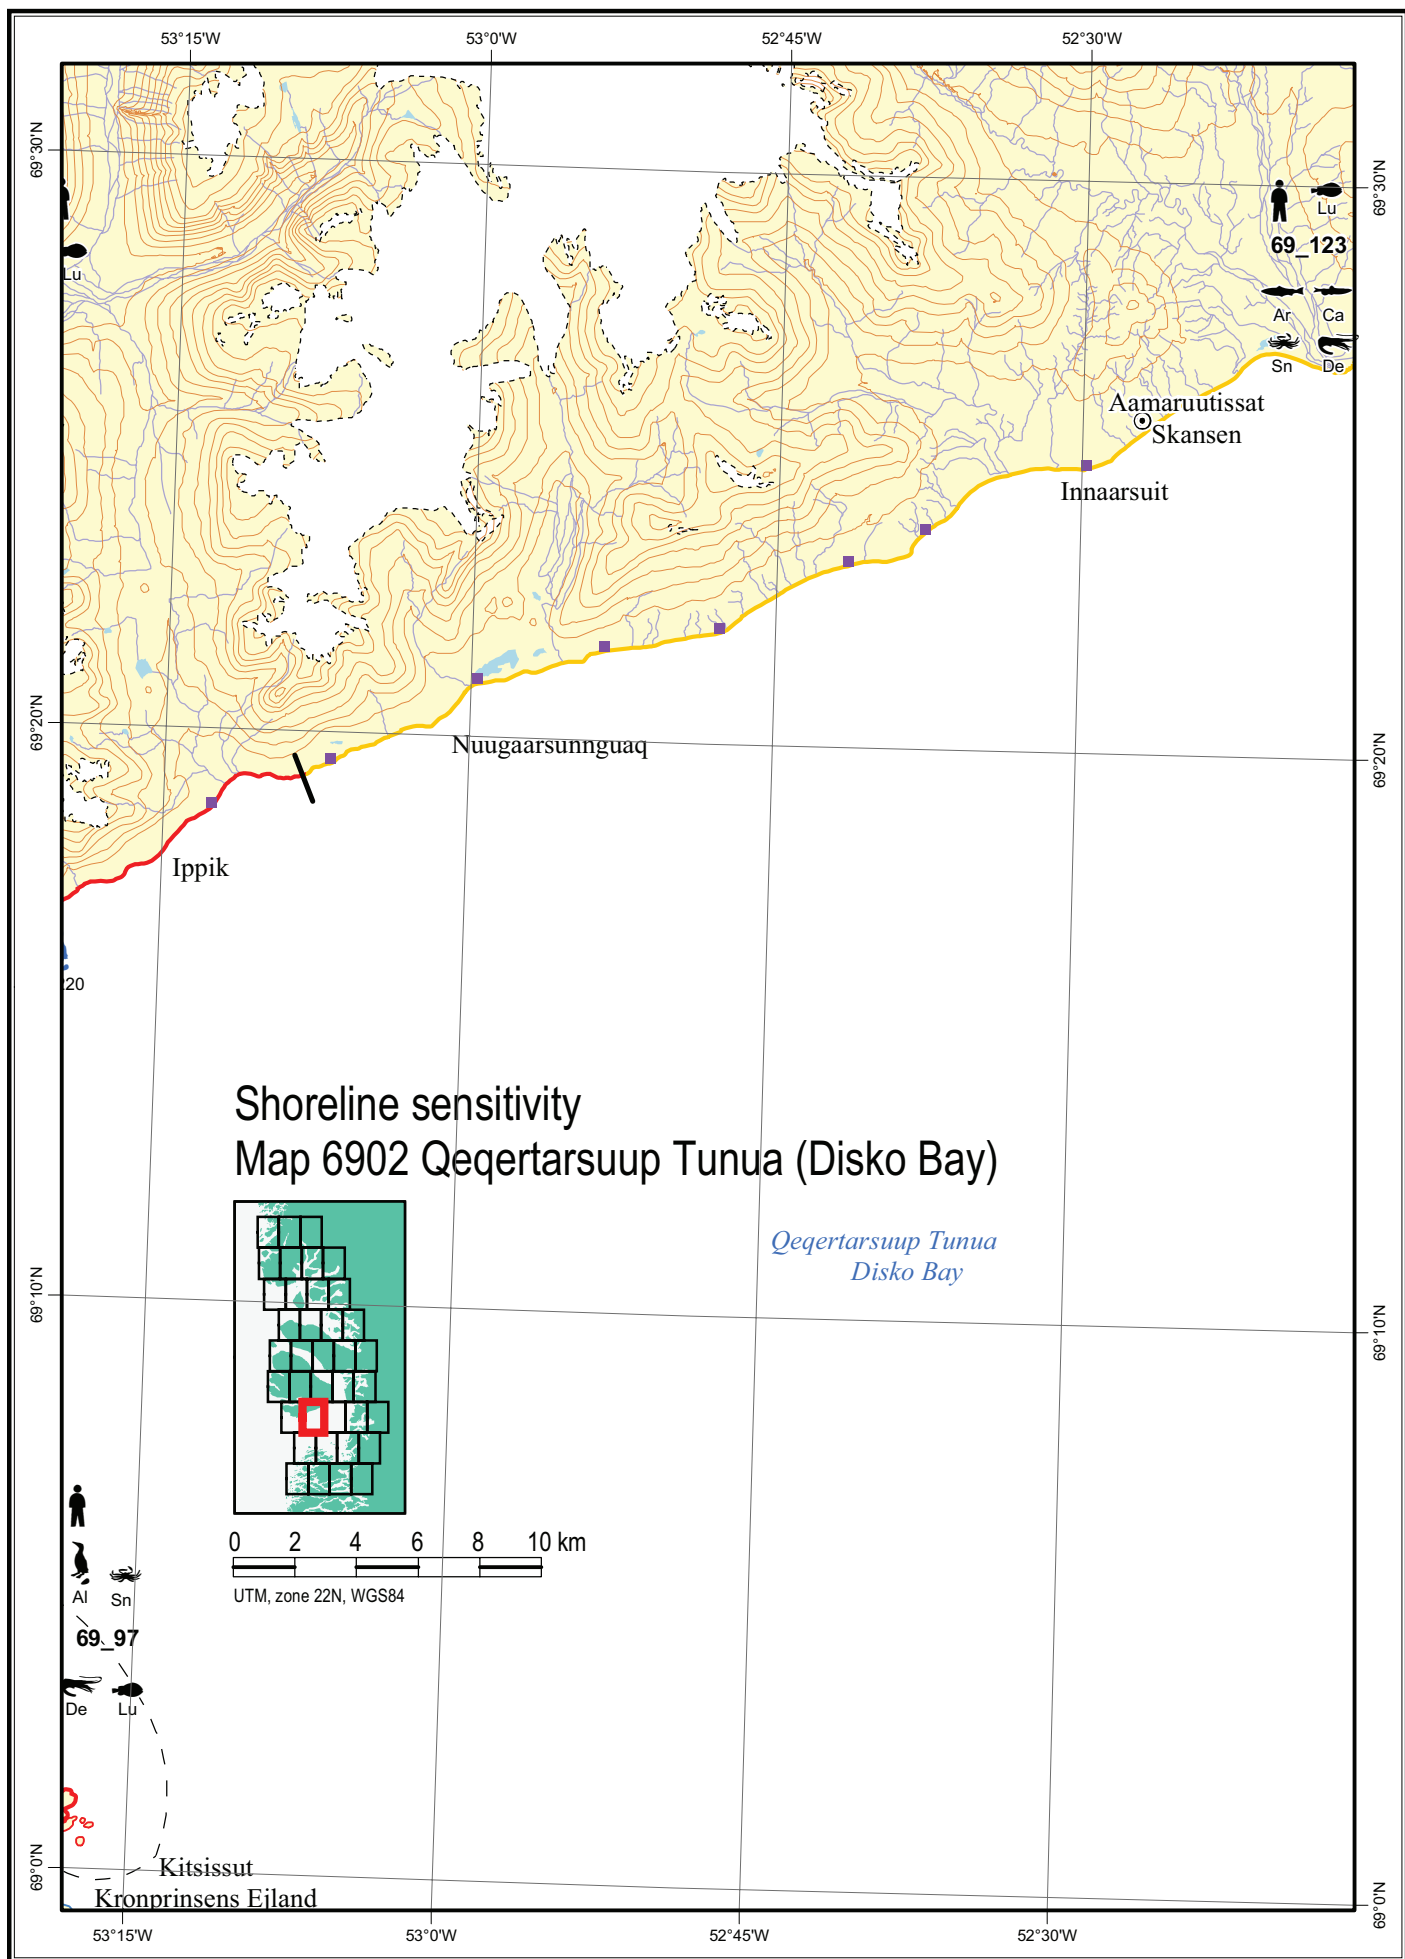 53°15'W 53°0'W 52°45'W 52°30'W
69°30'N
69°30'N
Lu
69_123
Lu
Ar Ca
Sn De
Aamaruutissat
Skansen
Innaarsuit
69°20'N
69°20'N
Nuugaarsunnguaq
Ippik
20
Shoreline sensitivity
Map 6902 Qeqertarsuup Tunua (Disko Bay)
Qeqertarsuup Tunua
Disko Bay
69°10'N
69°10'N
0 2 4 6 8 10 km
UTM, zone 22N, WGS84
Al Sn
69_97
De Lu
69°0'N
69°0'N
Kitsissut
Kronprinsens Ejland
53°15'W 53°0'W 52°45'W 52°30'W